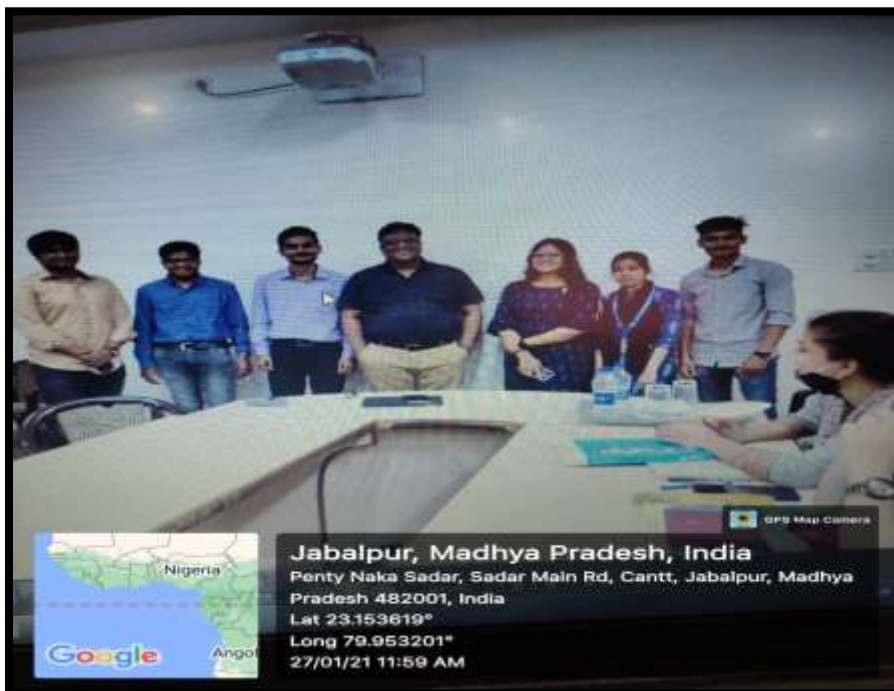 GPS Map Camera
Nigeria
Angol
Google
Jabalpur, Madhya Pradesh, India
Penty Naka Sadar, Sadar Main Rd, Cantt, Jabalpur, Madhya
Pradesh 482001, India
Lat 23.153619°
Long 79.953201°
27/01/21 11:59 AM